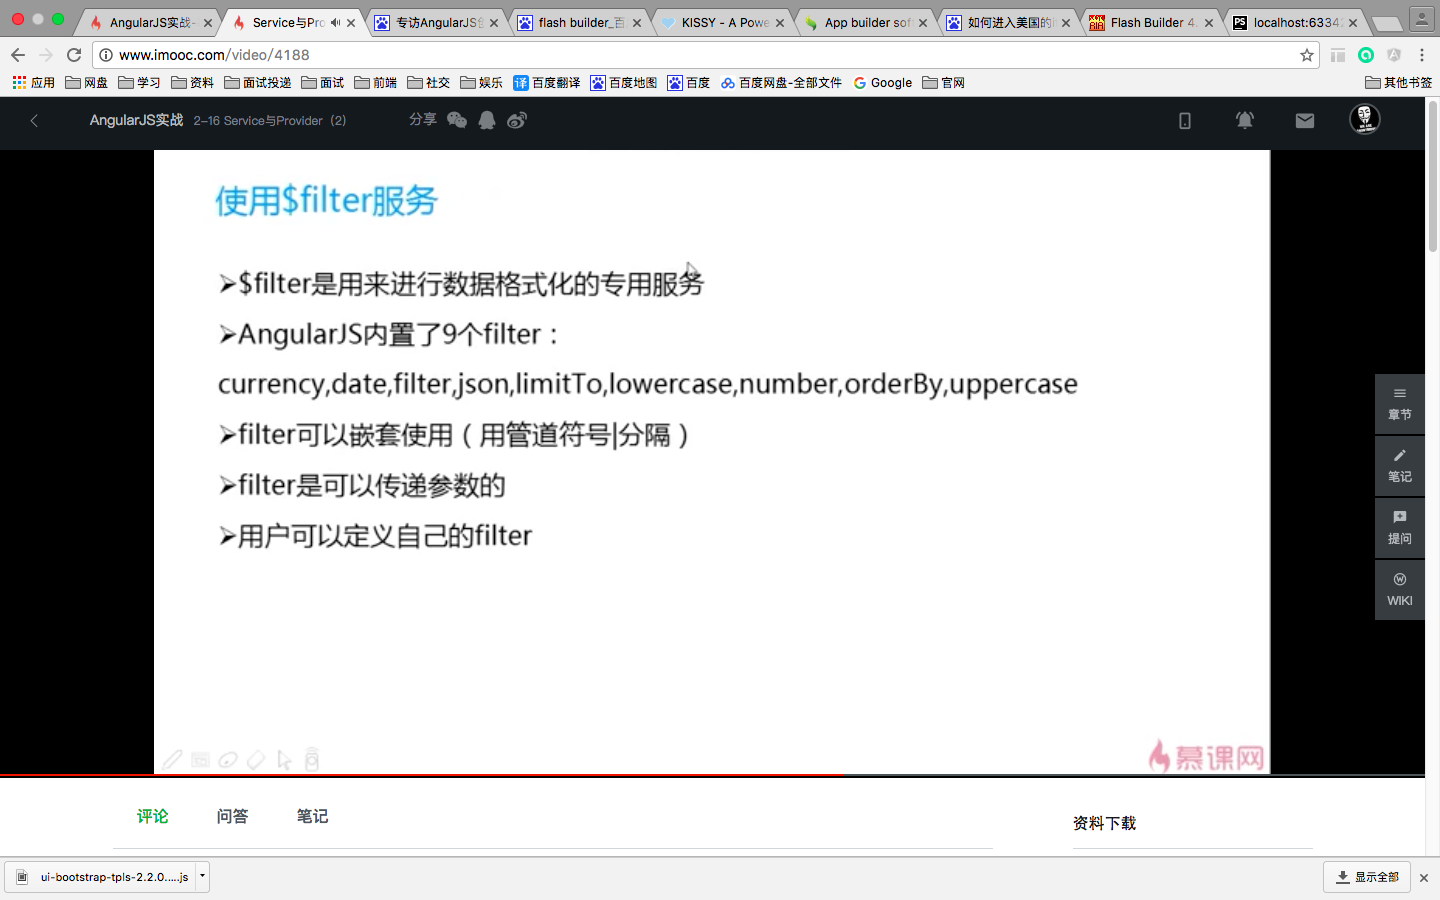 AngularJS实战-
Service与Pro
专访AngularJS
flash builder_百
KISSY - A Powe
App builder sof
如何进入美国的i
Flash Builder 4.
localhost:6334
www.imooc.com/video/4188
应用
网盘
学习
资料
面试投递
面试
前端
社交
娱乐
百度翻译
百度地图
百度
百度网盘-全部文件
Google
官网
其他书签
AngularJS实战 2-16 Service与Provider（2）
分享
使用$filter服务
➢$filter是用来进行数据格式化的专用服务
➢AngularJS内置了9个filter：
currency,date,filter,json,limitTo,lowercase,number,orderBy,uppercase
➢filter可以嵌套使用（用管道符号|分隔）
➢filter是可以传递参数的
➢用户可以定义自己的filter
章节
笔记
提问
WIKI
慕课网
评论
问答
笔记
资料下载
ui-bootstrap-tpls-2.2.0.....js
显示全部